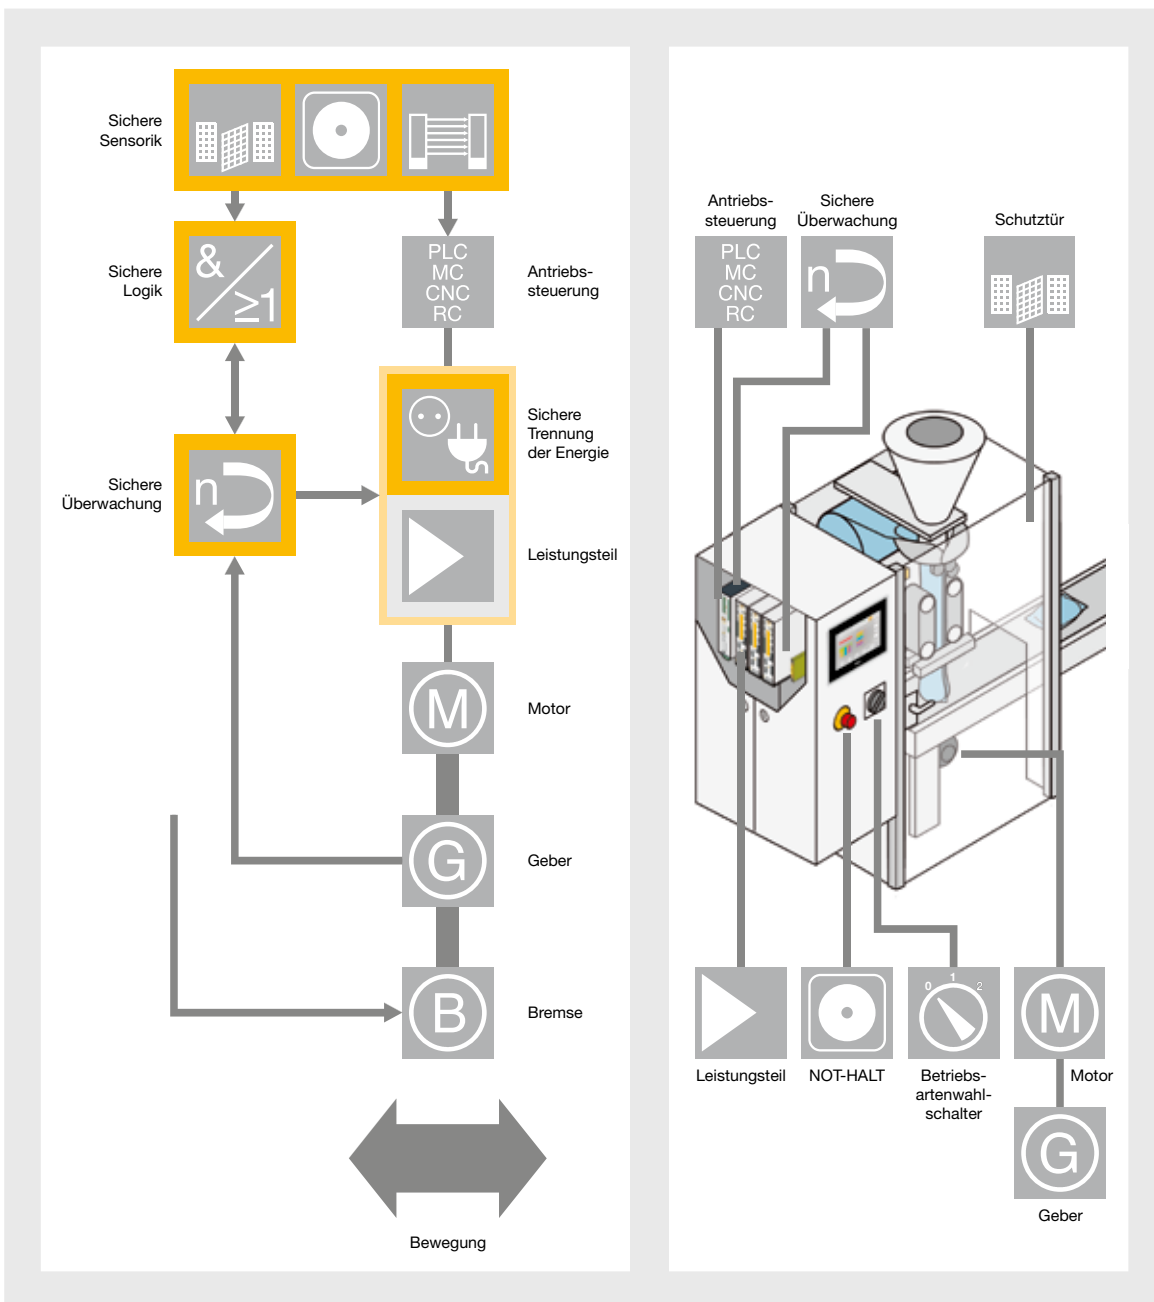 Sichere
Sensorik
Sichere
Logik
&
≥1
PLC
MC
CNC
RC
Antriebs-
steuerung
Sichere
Trennung
der Energie
Sichere
Überwachung
n
Leistungsteil
M
Motor
G
Geber
B
Bremse
Bewegung
Antriebs-
steuerung
PLC
MC
CNC
RC
Sichere
Überwachung
n
Schutztür
Leistungsteil
NOT-HALT
0 1 2
Betriebs-
artenwahl-
schalter
M
Motor
G
Geber